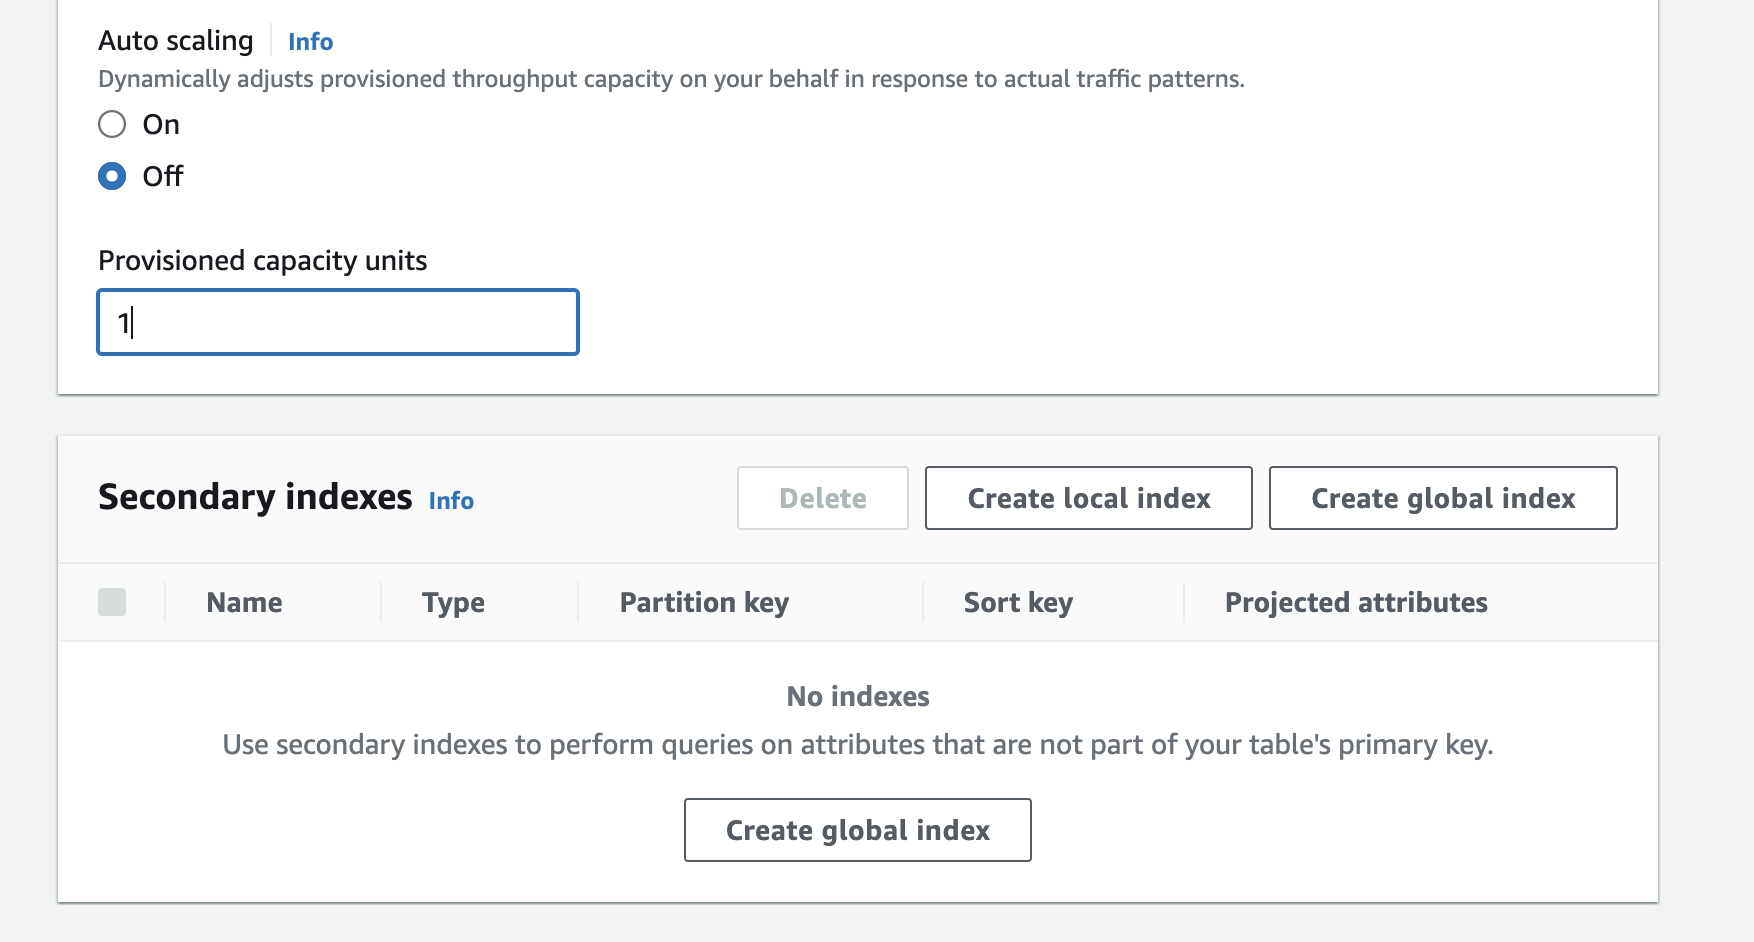 Auto scaling Info
Dynamically adjusts provisioned throughput capacity on your behalf in response to actual traffic patterns.
On
Off
Provisioned capacity units
1
Secondary indexes Info Delete Create local index Create global index
Name Type Partition key Sort key Projected attributes
No indexes
Use secondary indexes to perform queries on attributes that are not part of your table's primary key.
Create global index